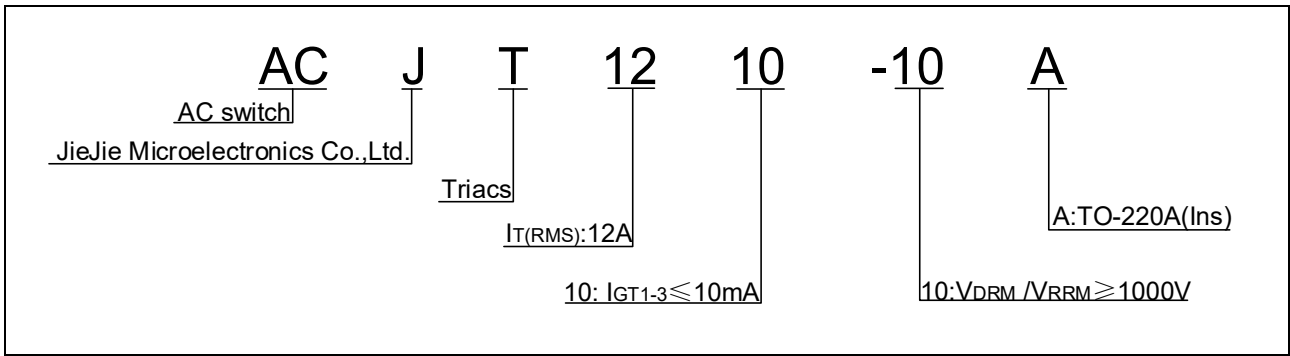 AC J T 12 10 -10 A
AC switch
JieJie Microelectronics Co.,Ltd.
Triacs
IT(RMS):12A
10: IGT1-3≤10mA
A:TO-220A(Ins)
10:VDRM /VRRM≥1000V